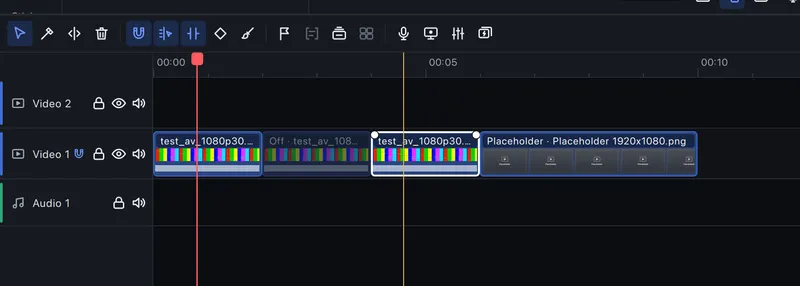 00:00
00:05
00:10
Video 2
Video 1
test_av_1080p30....
Off · test_av_108...
test_av_1080p30....
Placeholder · Placeholder 1920x1080.png
Audio 1